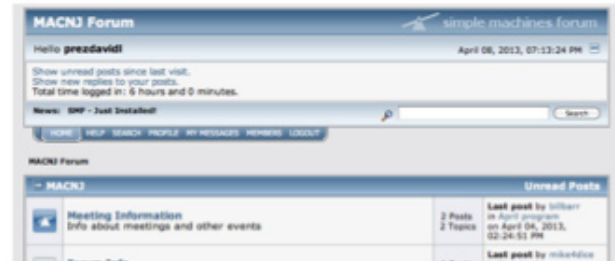 MACNJ Forum
simple machines forum
Hello prezdavidl
April 08, 2013, 07:13:24 PM
Show unread posts since last visit.
Show new replies to your posts.
Total time logged in: 6 hours and 0 minutes.
News: SMF - Just Installed!
Search
HOME HELP SEARCH PROFILE MY MESSAGES MEMBERS LOGOUT
MACNJ Forum
MACNJ
Unread Posts
Meeting Information
Info about meetings and other events
2 Posts
2 Topics
Last post by billbarr
in April program
on April 04, 2013,
02:24:51 PM
Last post by mike4dice